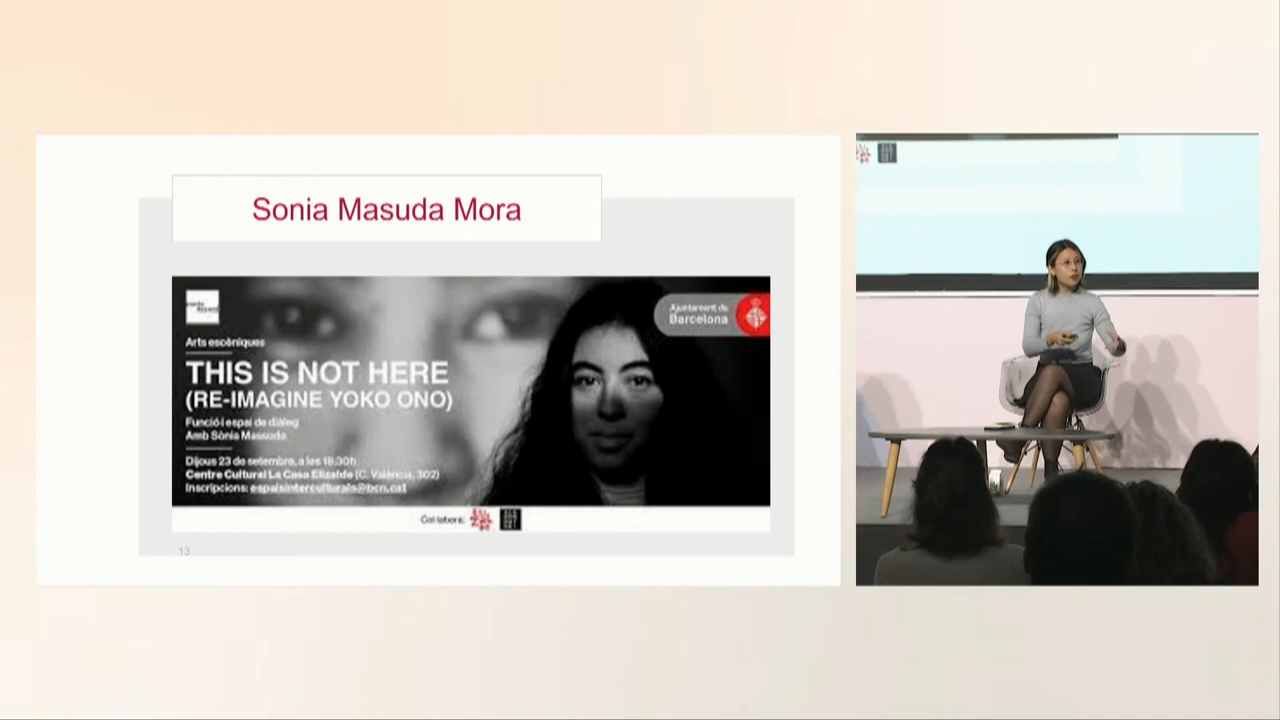 Sonia Masuda Mora
Arts escèniques
THIS IS NOT HERE
(RE-IMAGINE YOKO ONO)
Funció i espai de diàleg
Amb Sònia Massuda
Dijous 23 de setembre, a les 18.30h
Centre Cultural La Casa Elizalde (C. València, 302)
Inscripcions: espaisinterculturals@bcn.cat
Ajuntament de
Barcelona
Col·labora:
13